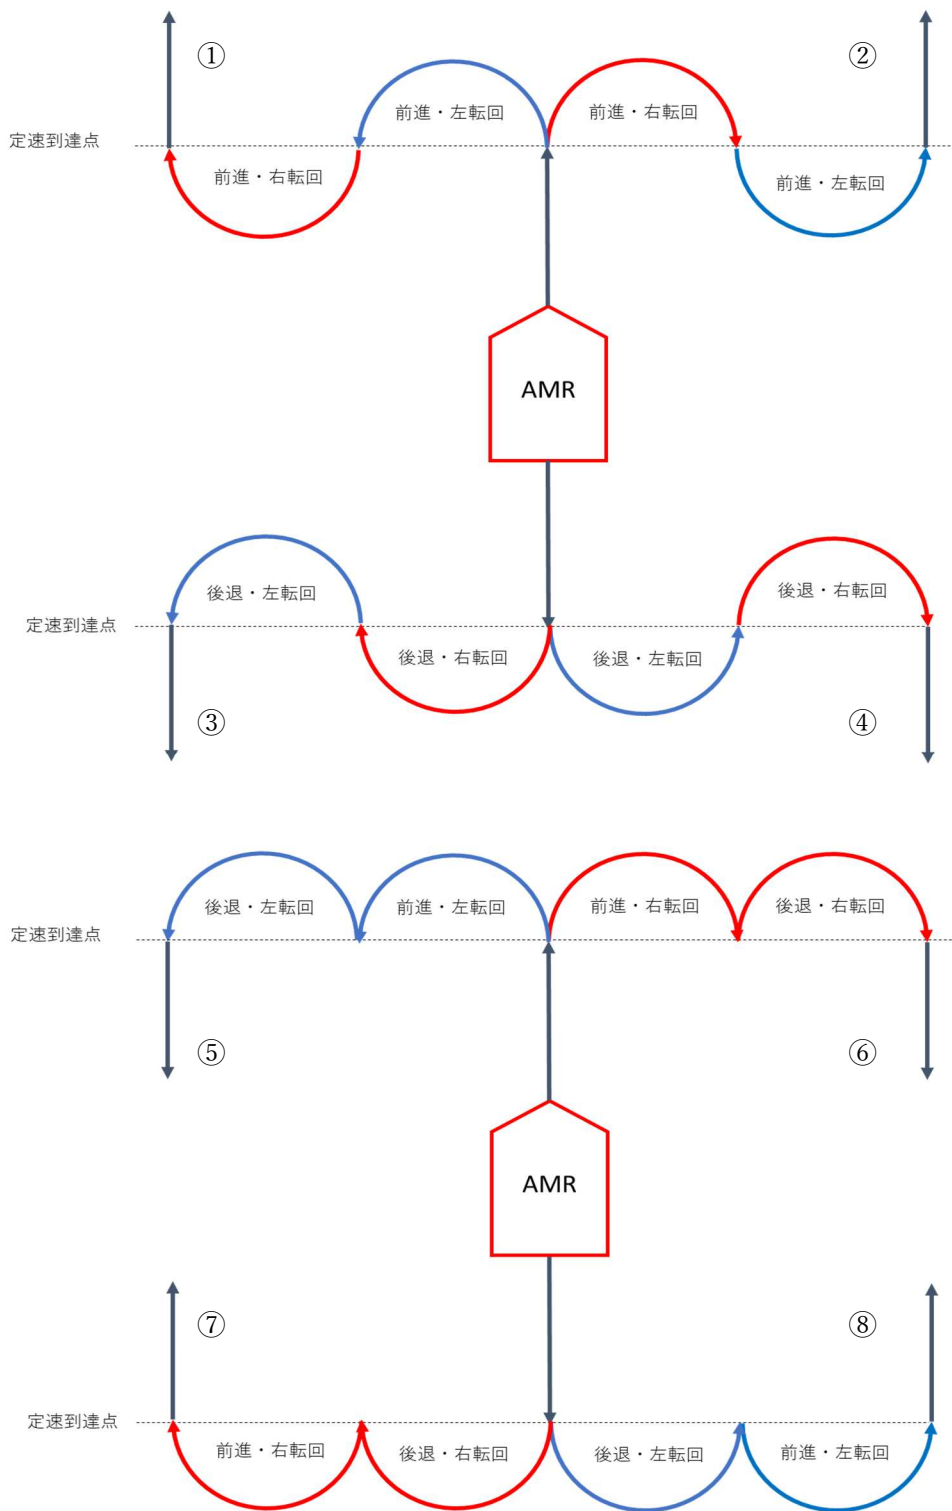 ① ②
前進・左転回 前進・右転回
定速到達点
前進・右転回 前進・左転回
AMR
後退・左転回 後退・右転回
定速到達点
後退・右転回 後退・左転回
③ ④
後退・左転回 前進・左転回 前進・右転回 後退・右転回
定速到達点
⑤ ⑥
AMR
⑦ ⑧
定速到達点
前進・右転回 後退・右転回 後退・左転回 前進・左転回